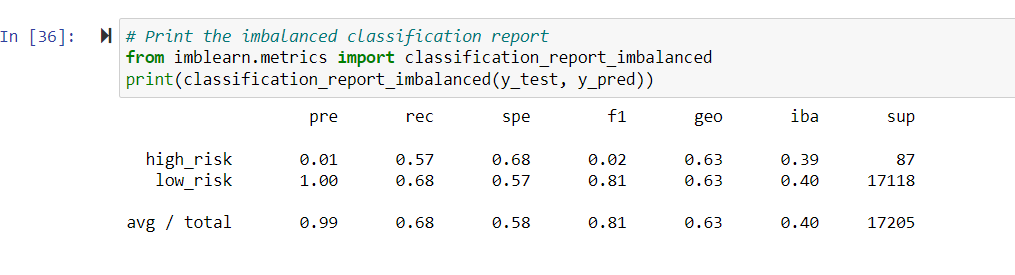 In [36]: # Print the imbalanced classification report
from imblearn.metrics import classification_report_imbalanced
print(classification_report_imbalanced(y_test, y_pred))
pre rec spe f1 geo iba sup
high_risk 0.01 0.57 0.68 0.02 0.63 0.39 87
low_risk 1.00 0.68 0.57 0.81 0.63 0.40 17118
avg / total 0.99 0.68 0.58 0.81 0.63 0.40 17205